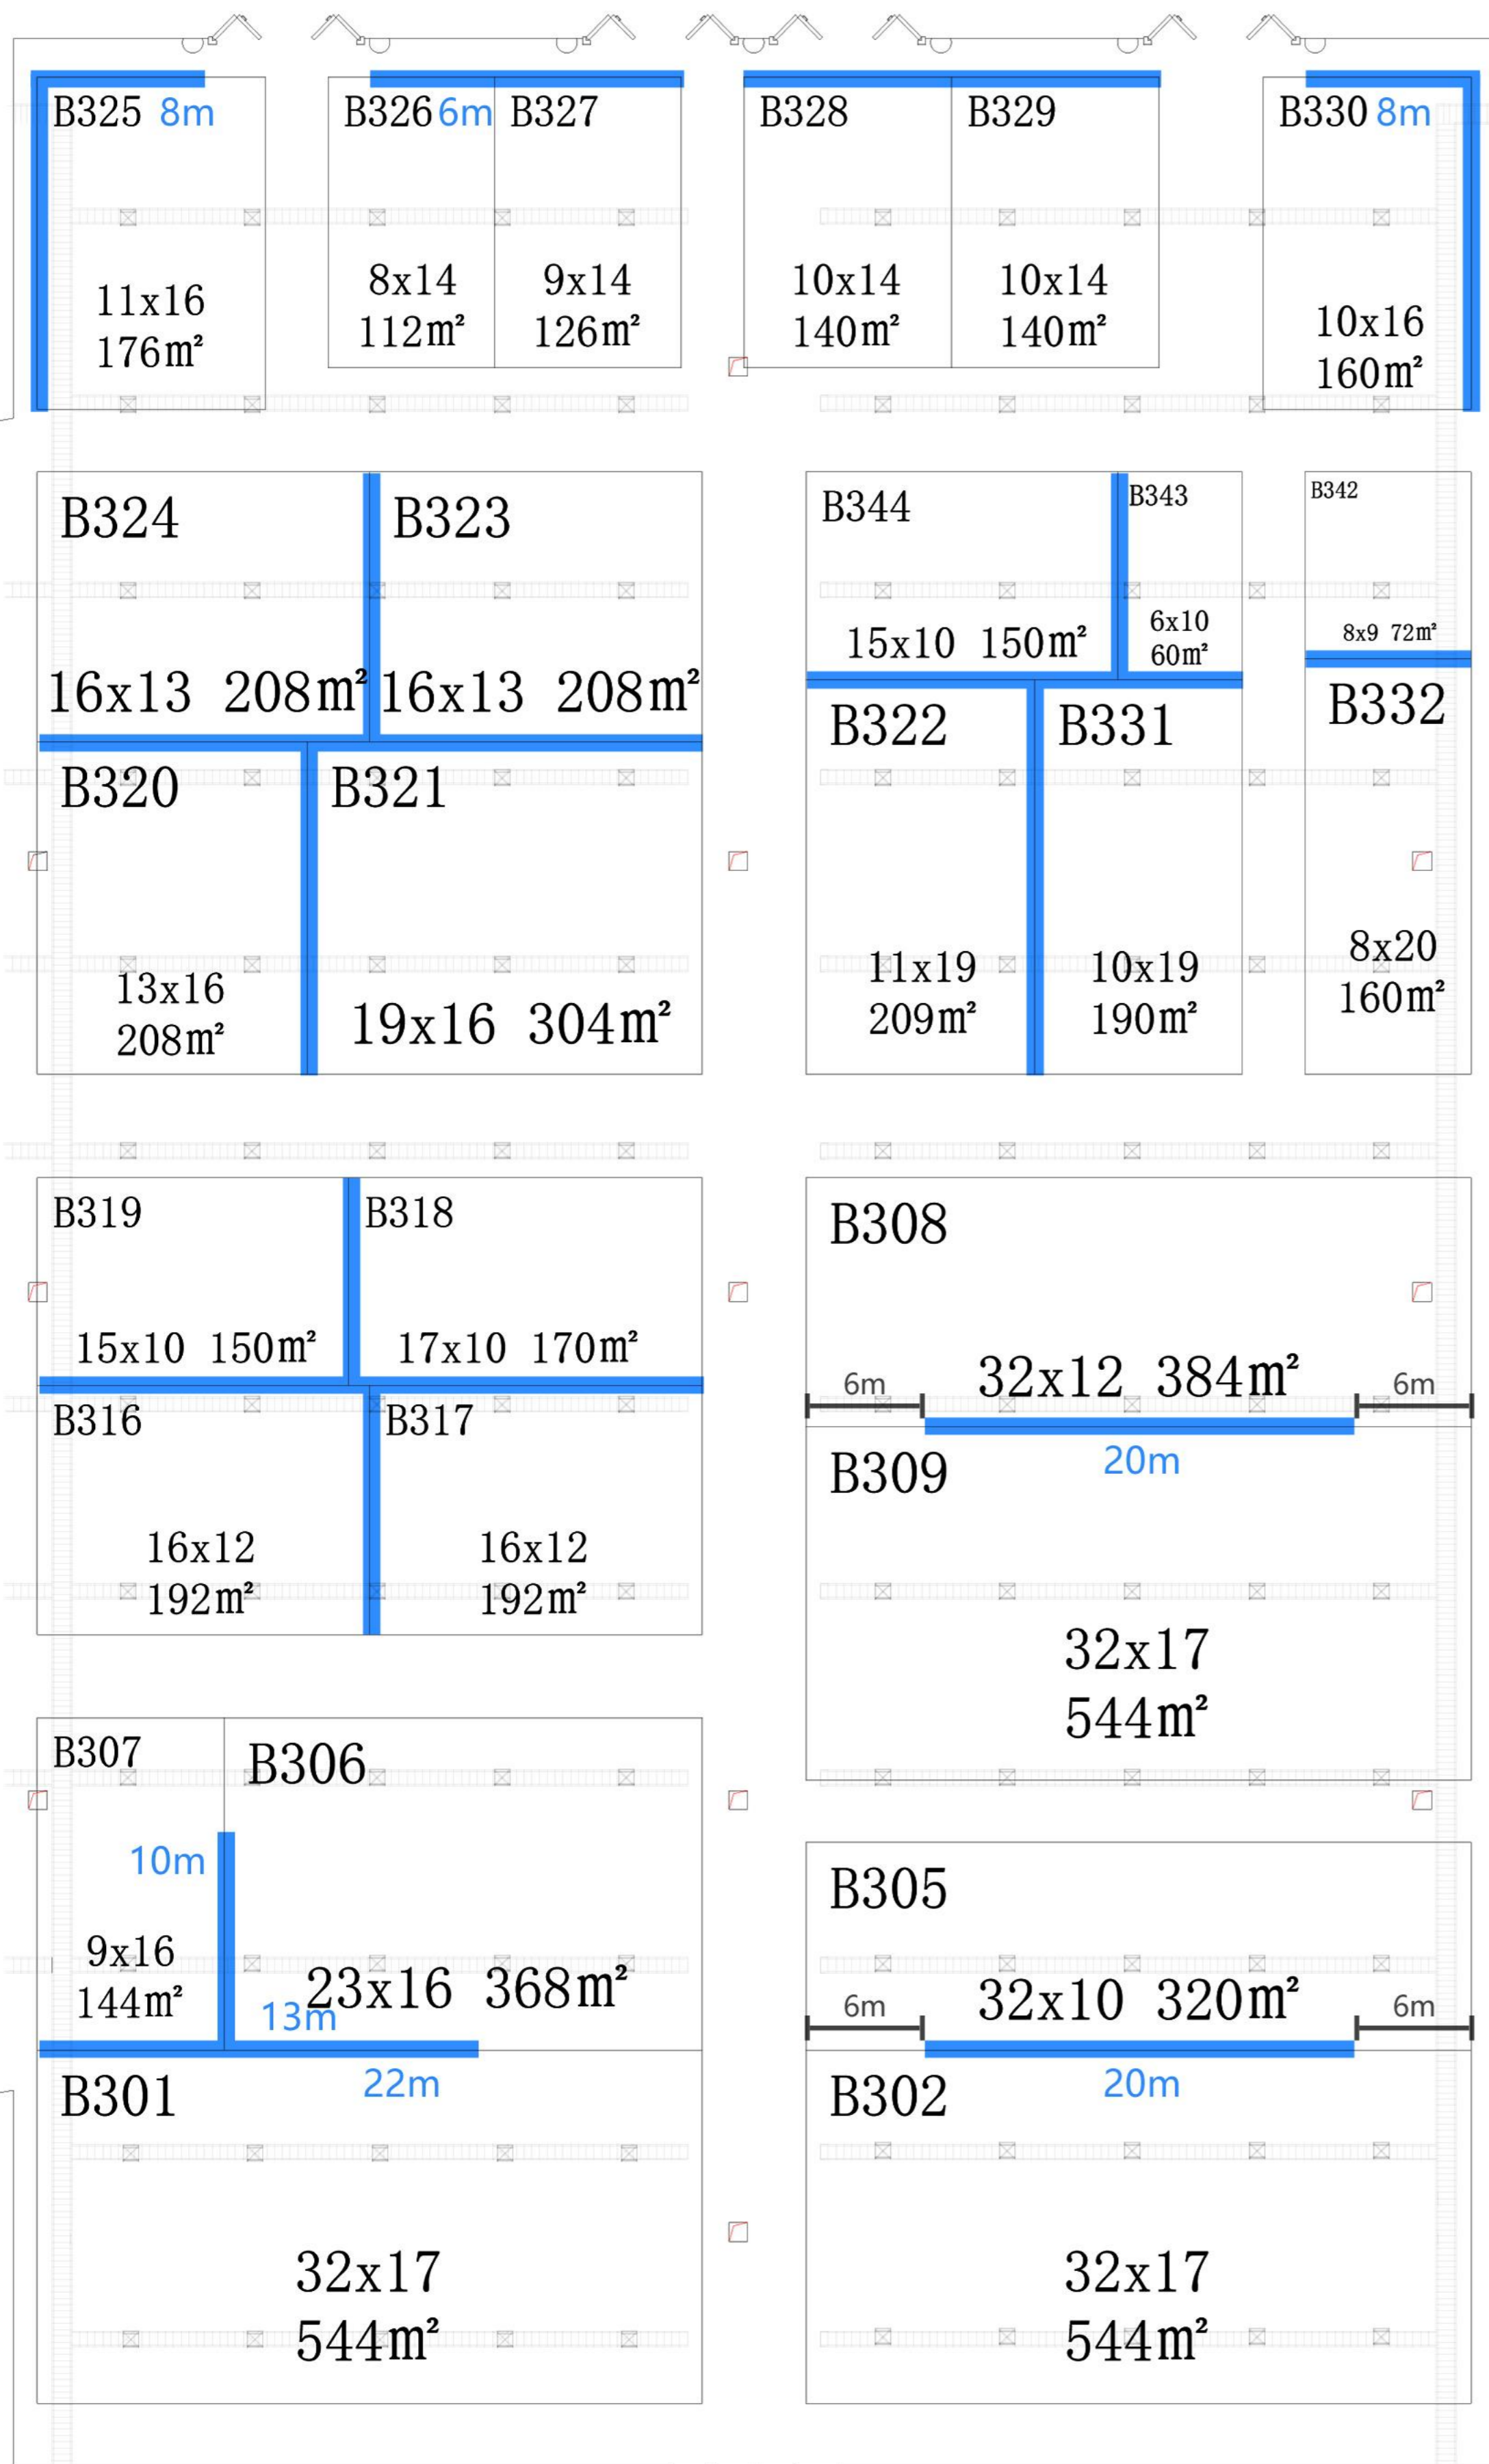 B325 8m
B326 6m B327
B328
B329
B330 8m
11x16
176m²
8x14
112m²
9x14
126m²
10x14
140m²
10x14
140m²
10x16
160m²
B324
B323
16x13 208m²
16x13 208m²
B320
B321
13x16
208m²
19x16 304m²
B344
B343
B342
15x10 150m²
6x10
60m²
8x9 72m²
B322
B331
B332
11x19
209m²
10x19
190m²
8x20
160m²
B319
B318
15x10 150m²
17x10 170m²
B316
B317
16x12
192m²
16x12
192m²
B308
32x12 384m²
6m
6m
20m
B309
32x17
544m²
B307
B306
10m
9x16
144m²
23x16 368m²
13m
22m
B301
32x17
544m²
B305
32x10 320m²
6m
6m
20m
B302
32x17
544m²